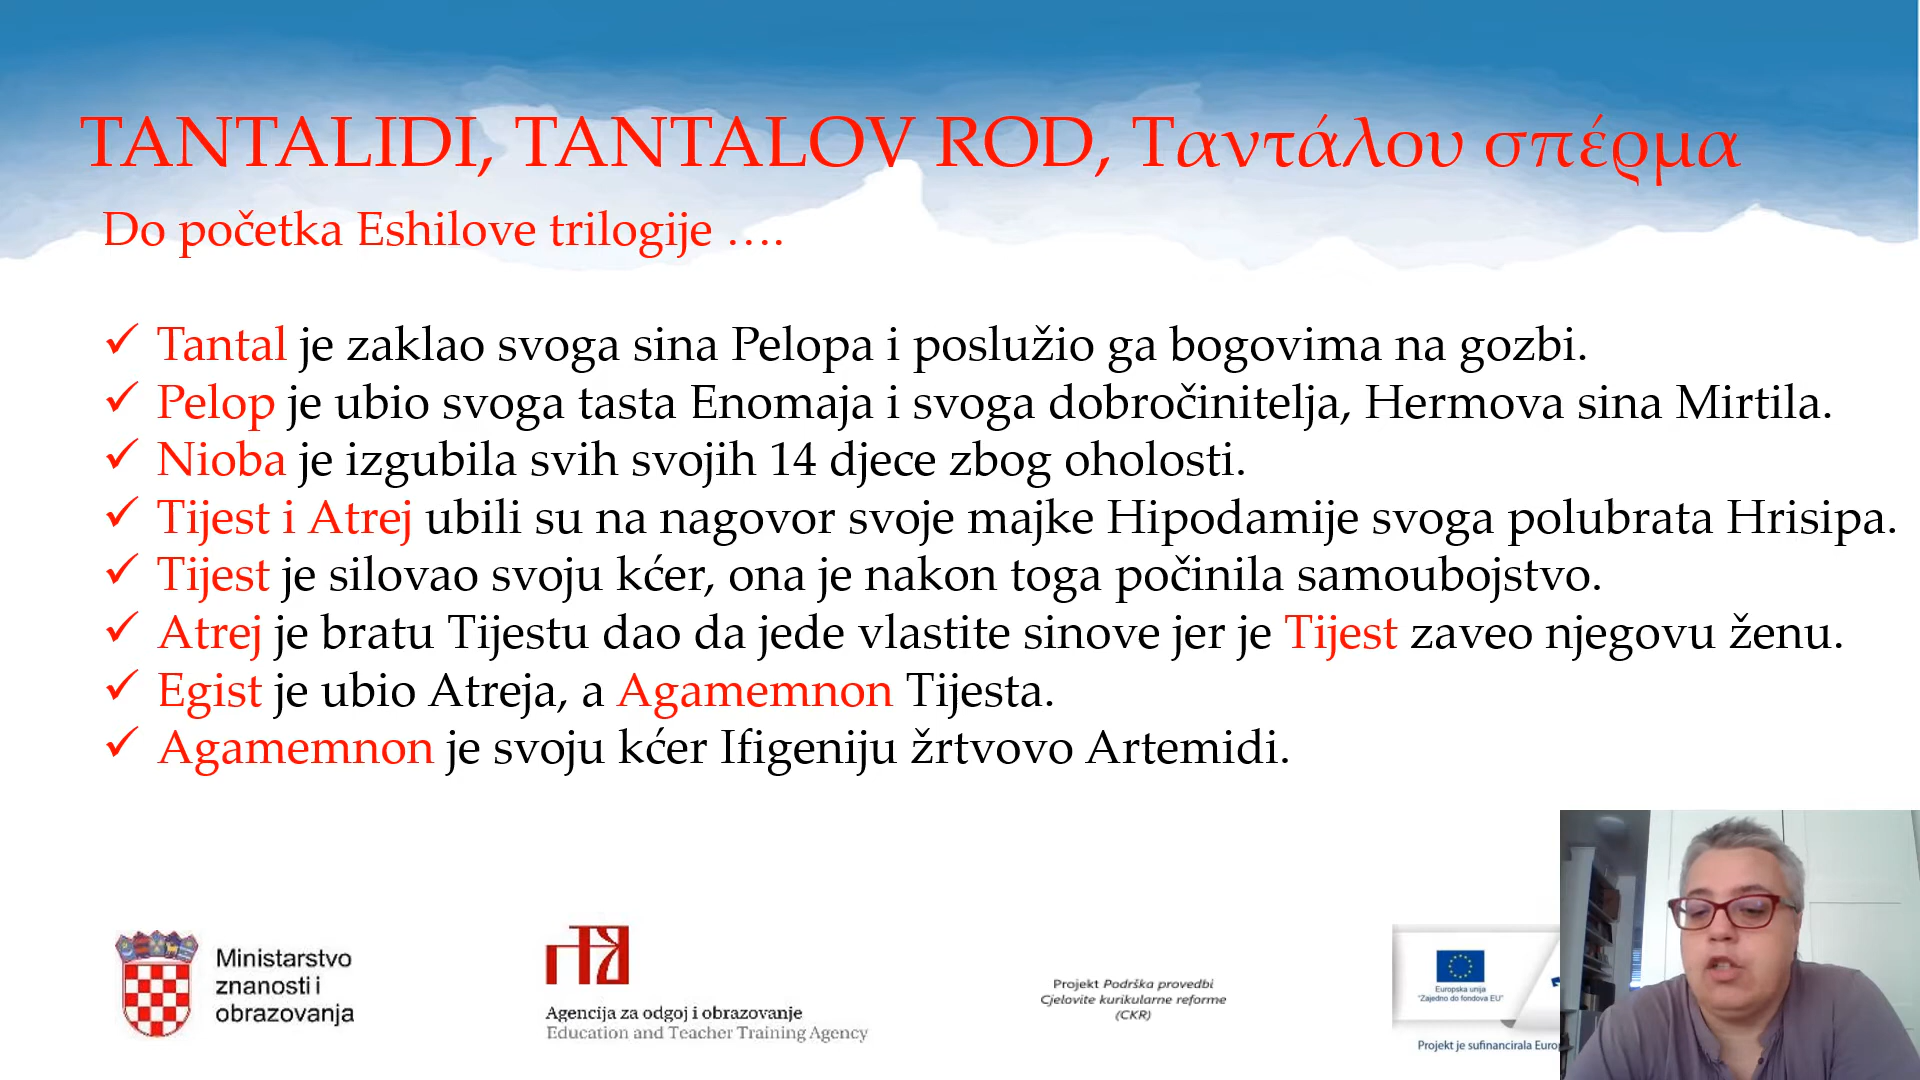 TANTALIDI, TANTALOV ROD, Ταντάλου σπέρμα
Do početka Eshilove trilogije ….
✓ Tantal je zaklao svoga sina Pelopa i poslužio ga bogovima na gozbi.
✓ Pelop je ubio svoga tasta Enomaja i svoga dobročinitelja, Hermova sina Mirtila.
✓ Nioba je izgubila svih svojih 14 djece zbog oholosti.
✓ Tijest i Atrej ubili su na nagovor svoje majke Hipodamije svoga polubrata Hrisipa.
✓ Tijest je silovao svoju kćer, ona je nakon toga počinila samoubojstvo.
✓ Atrej je bratu Tijestu dao da jede vlastite sinove jer je Tijest zaveo njegovu ženu.
✓ Egist je ubio Atreja, a Agamemnon Tijesta.
✓ Agamemnon je svoju kćer Ifigeniju žrtvovo Artemidi.
Ministarstvo
znanosti i
obrazovanja
Agencija za odgoj i obrazovanje
Education and Teacher Training Agency
Projekt Podrška provedbi
Cjelovite kurikularne reforme
(CKR)
Europska unija
"Zajedno do fondova EU"
Projekt je sufinancirala